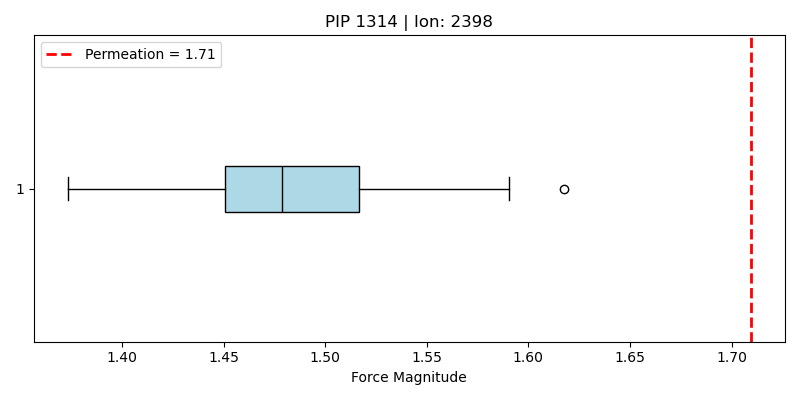 PIP 1314 | lon: 2398
Permeation = 1.71
1
1.40 1.45 1.50 1.55 1.60 1.65 1.70
Force Magnitude